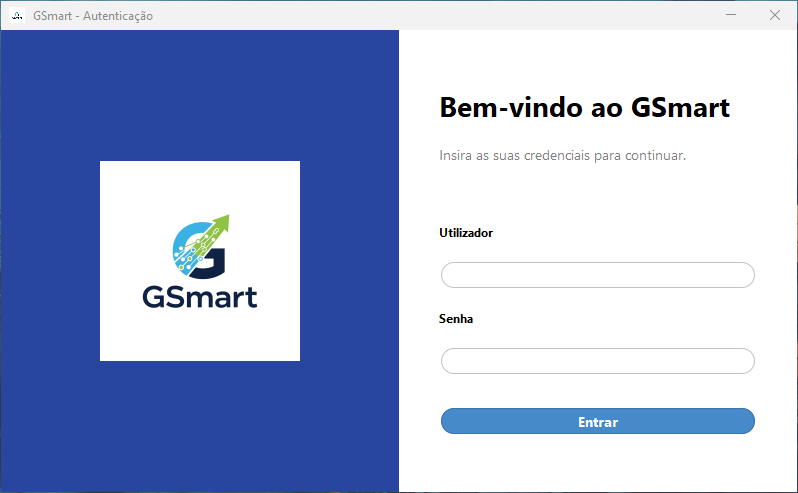 GSmart - Autenticação
GSmart
Bem-vindo ao GSmart
Insira as suas credenciais para continuar.
Utilizador
Senha
Entrar